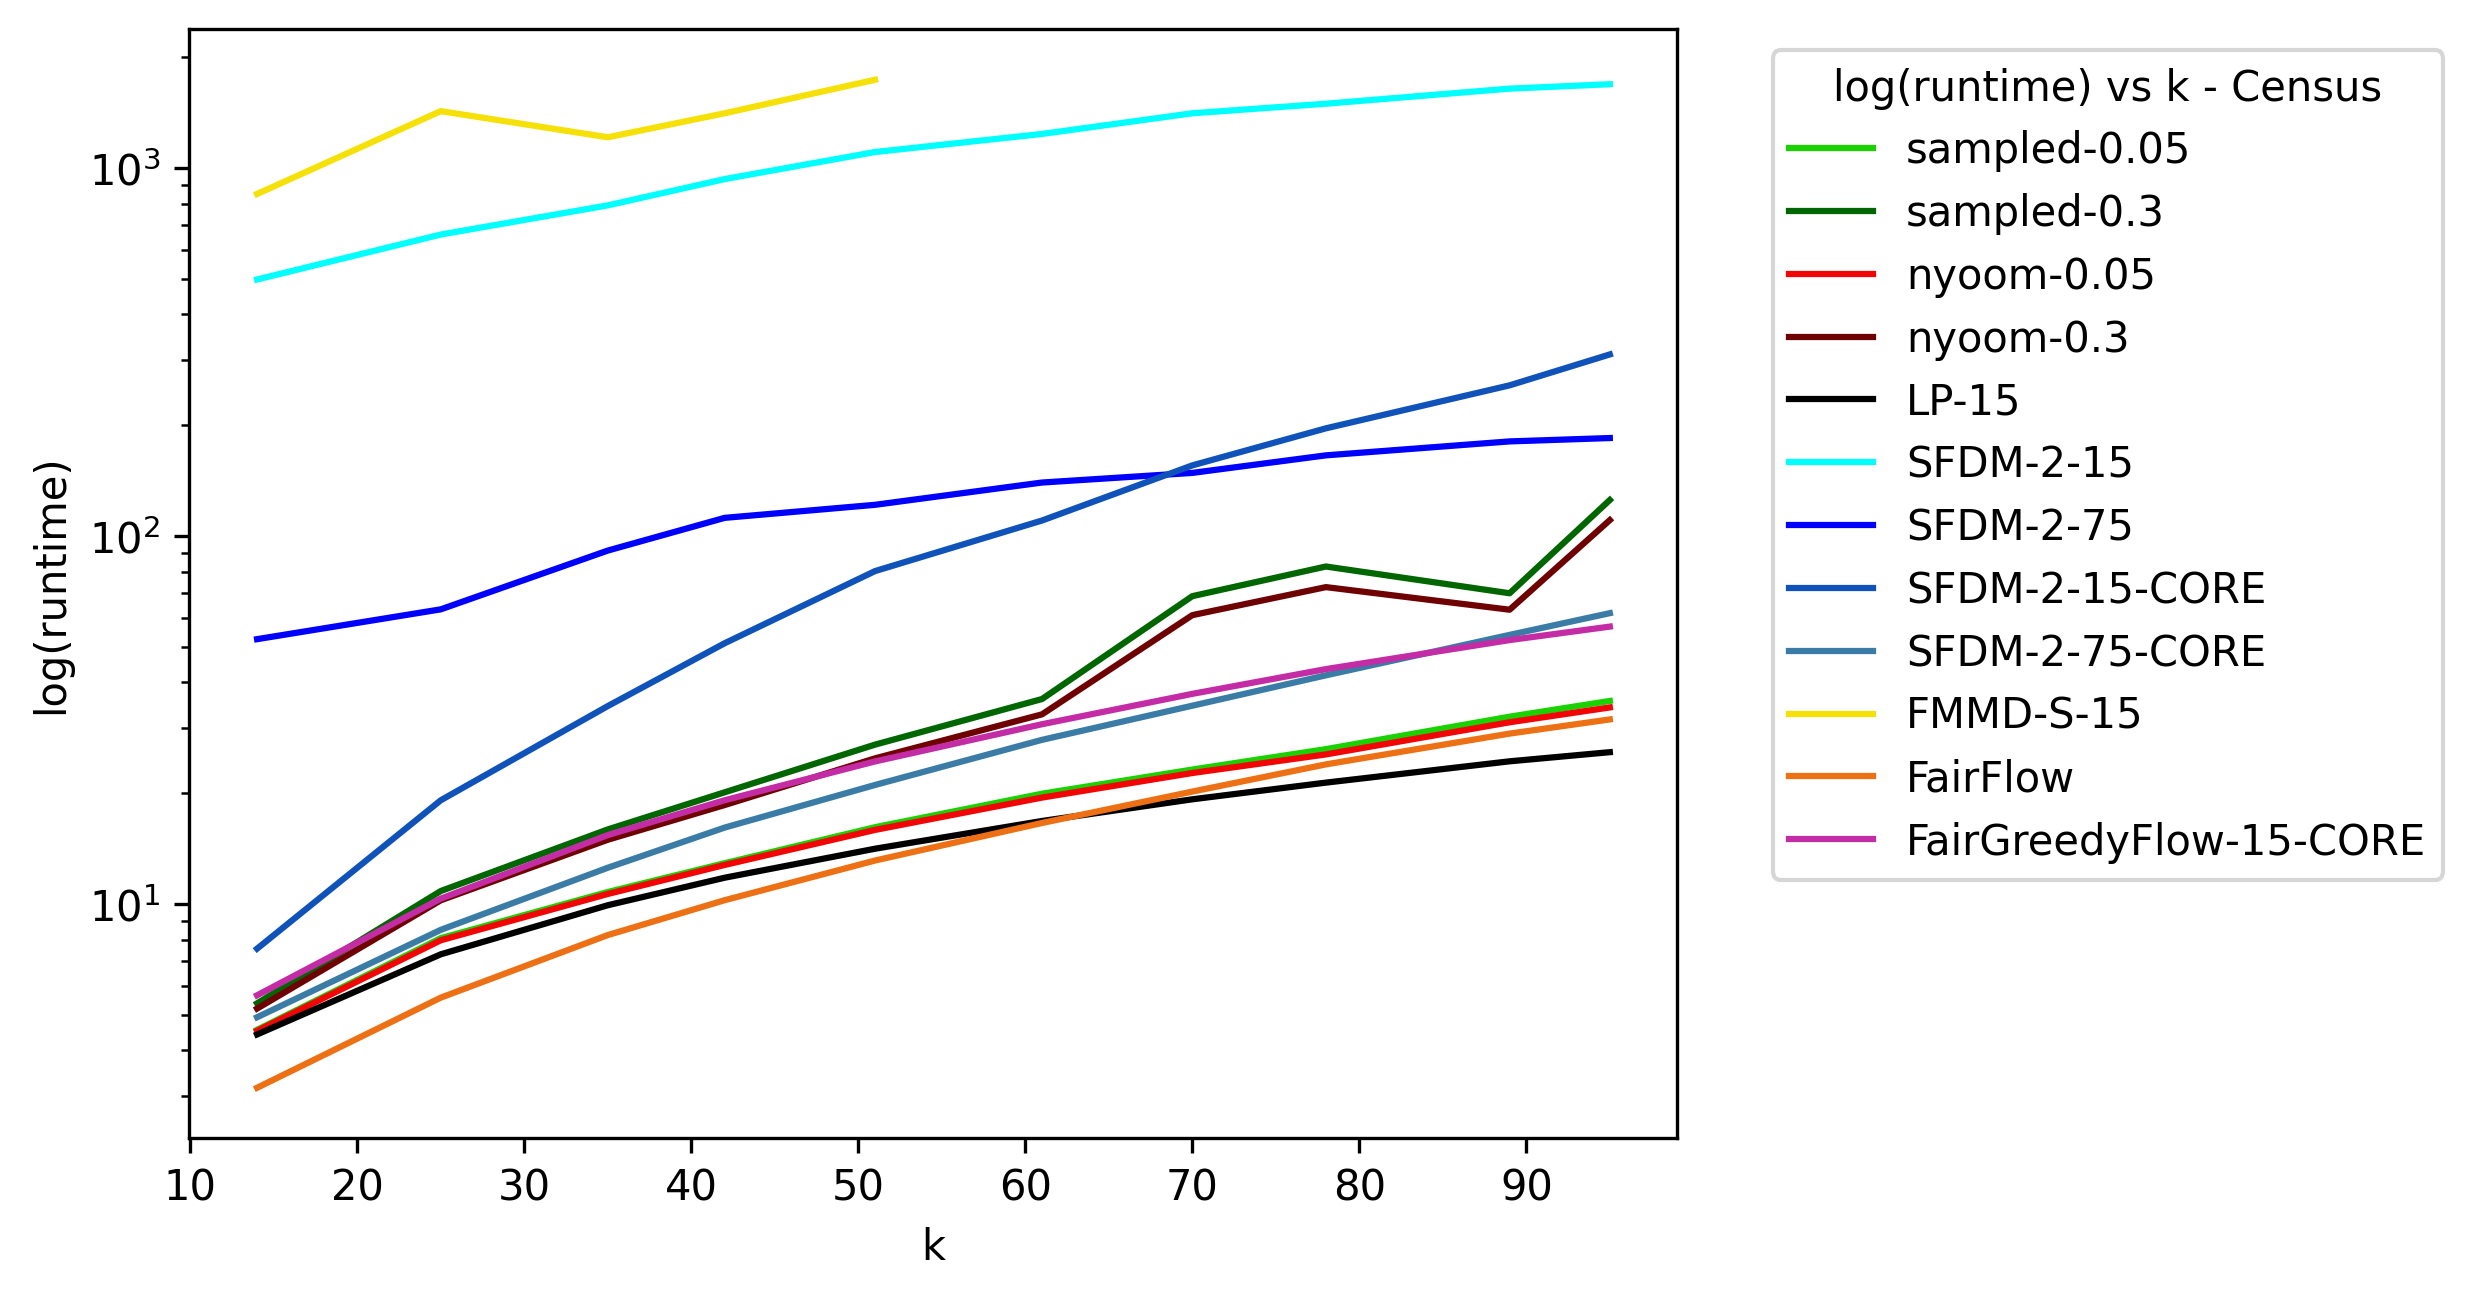 log(runtime) vs k - Census
sampled-0.05
sampled-0.3
nyoom-0.05
nyoom-0.3
LP-15
SFDM-2-15
SFDM-2-75
SFDM-2-15-CORE
SFDM-2-75-CORE
FMMD-S-15
FairFlow
FairGreedyFlow-15-CORE
log(runtime)
10³
10²
10¹
10 20 30 40 50 60 70 80 90
k